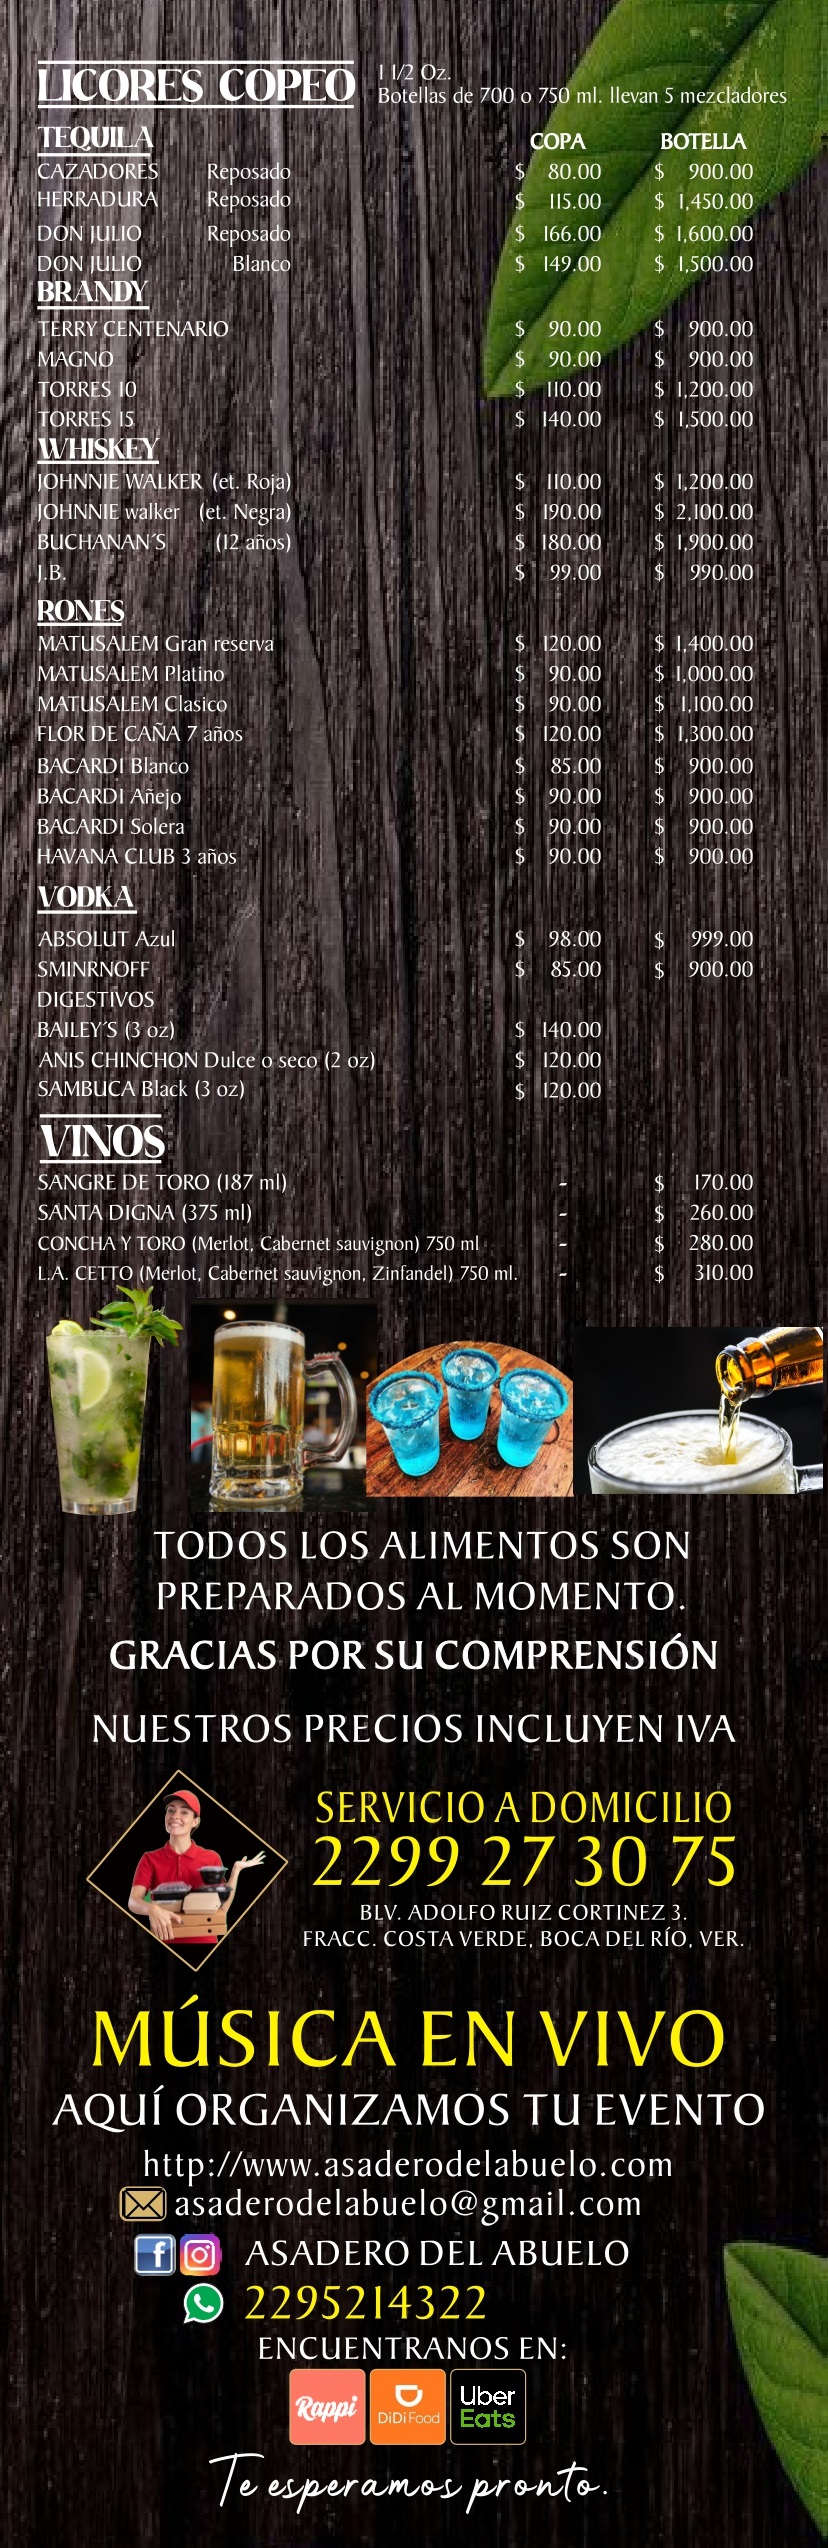 LICORES COPEO
1 1/2 Oz.
Botellas de 700 o 750 ml. llevan 5 mezcladores
TEQUILA COPA BOTELLA
CAZADORES Reposado $ 80.00 $ 900.00
HERRADURA Reposado $ 115.00 $ 1,450.00
DON JULIO Reposado $ 166.00 $ 1,600.00
DON JULIO Blanco $ 149.00 $ 1,500.00
BRANDY
TERRY CENTENARIO $ 90.00 $ 900.00
MAGNO $ 90.00 $ 900.00
TORRES 10 $ 110.00 $ 1,200.00
TORRES 15 $ 140.00 $ 1,500.00
WHISKEY
JOHNNIE WALKER (et. Roja) $ 110.00 $ 1,200.00
JOHNNIE walker (et. Negra) $ 190.00 $ 2,100.00
BUCHANAN´S (12 años) $ 180.00 $ 1,900.00
J.B. $ 99.00 $ 990.00
RONES
MATUSALEM Gran reserva $ 120.00 $ 1,400.00
MATUSALEM Platino $ 90.00 $ 1,000.00
MATUSALEM Clasico $ 90.00 $ 1,100.00
FLOR DE CAÑA 7 años $ 120.00 $ 1,300.00
BACARDI Blanco $ 85.00 $ 900.00
BACARDI Añejo $ 90.00 $ 900.00
BACARDI Solera $ 90.00 $ 900.00
HAVANA CLUB 3 años $ 90.00 $ 900.00
VODKA
ABSOLUT Azul $ 98.00 $ 999.00
SMINRNOFF $ 85.00 $ 900.00
DIGESTIVOS
BAILEY´S (3 oz) $ 140.00
ANIS CHINCHON Dulce o seco (2 oz) $ 120.00
SAMBUCA Black (3 oz) $ 120.00
VINOS
SANGRE DE TORO (187 ml) - $ 170.00
SANTA DIGNA (375 ml) - $ 260.00
CONCHA Y TORO (Merlot, Cabernet sauvignon) 750 ml - $ 280.00
L.A. CETTO (Merlot, Cabernet sauvignon, Zinfandel) 750 ml. - $ 310.00
TODOS LOS ALIMENTOS SON
PREPARADOS AL MOMENTO.
GRACIAS POR SU COMPRENSIÓN
NUESTROS PRECIOS INCLUYEN IVA
SERVICIO A DOMICILIO
2299 27 30 75
BLV. ADOLFO RUIZ CORTINEZ 3.
FRACC. COSTA VERDE, BOCA DEL RÍO, VER.
MÚSICA EN VIVO
AQUÍ ORGANIZAMOS TU EVENTO
http://www.asaderodelabuelo.com
asaderodelabuelo@gmail.com
ASADERO DEL ABUELO
2295214322
ENCUENTRANOS EN:
Rappi
DiDi Food
Uber
Eats
Te esperamos pronto.